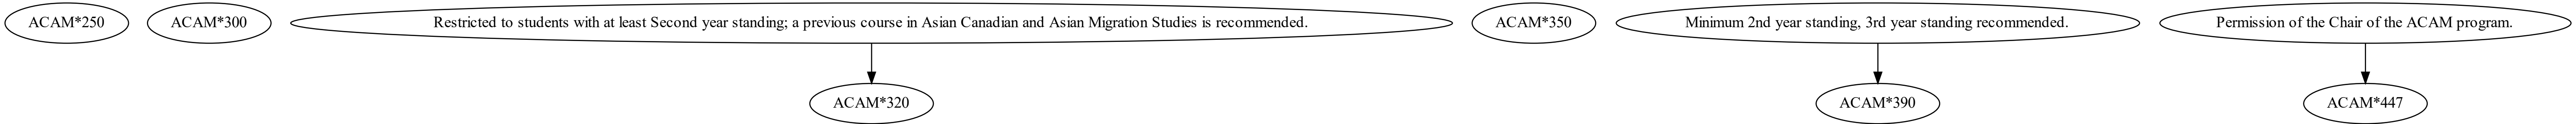 ACAM*250
ACAM*300
Restricted to students with at least Second year standing; a previous course in Asian Canadian and Asian Migration Studies is recommended.
ACAM*350
Minimum 2nd year standing, 3rd year standing recommended.
Permission of the Chair of the ACAM program.
ACAM*320
ACAM*390
ACAM*447